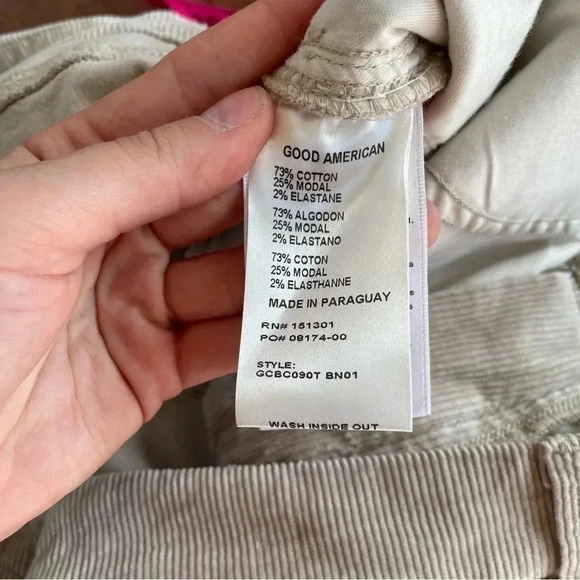 GOOD AMERICAN
73% COTTON
25% MODAL
2% ELASTANE
73% ALGODON
25% MODAL
2% ELASTANO
73% COTON
25% MODAL
2% ELASTHANNE
MADE IN PARAGUAY
RN# 151301
PO# 08174-00
STYLE:
GCBC090T BN01
WASH INSIDE OUT